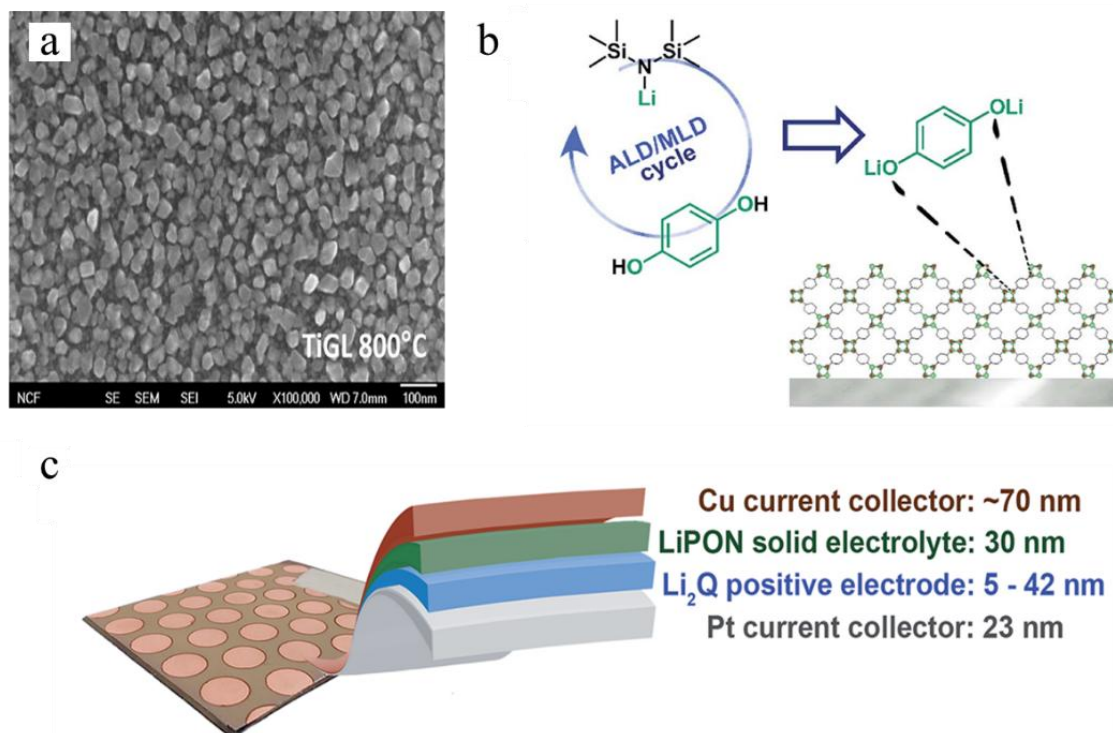 a
TiGL 800°C
NCF SE SEM SEI 5.0kV X100,000 WD 7.0mm 100nm
b
Si Si
N
Li
ALD/MLD
cycle
OH
HO
OLi
LiO
c
Cu current collector: ~70 nm
LiPON solid electrolyte: 30 nm
Li₂Q positive electrode: 5 - 42 nm
Pt current collector: 23 nm